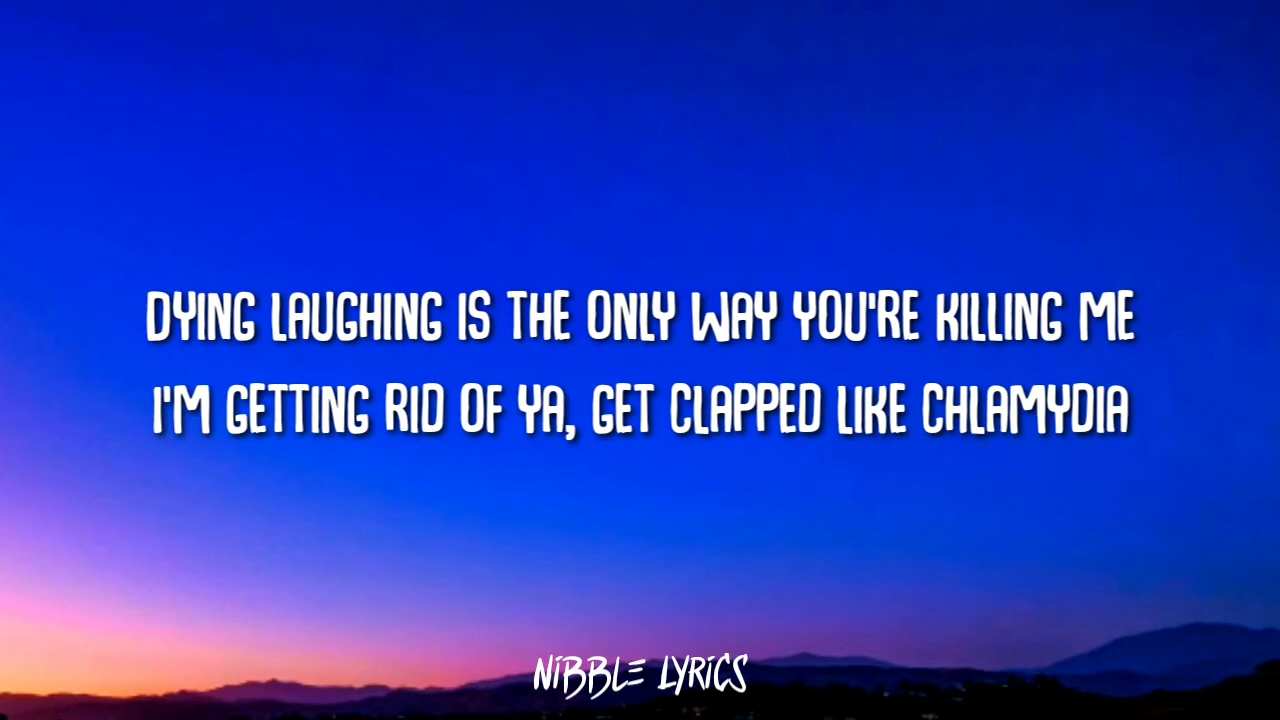 DYING LAUGHING IS THE ONLY WAY YOU'RE KILLING ME
I'M GETTING RID OF YA, GET CLAPPED LIKE CHLAMYDIA
NIBBLE LYRICS